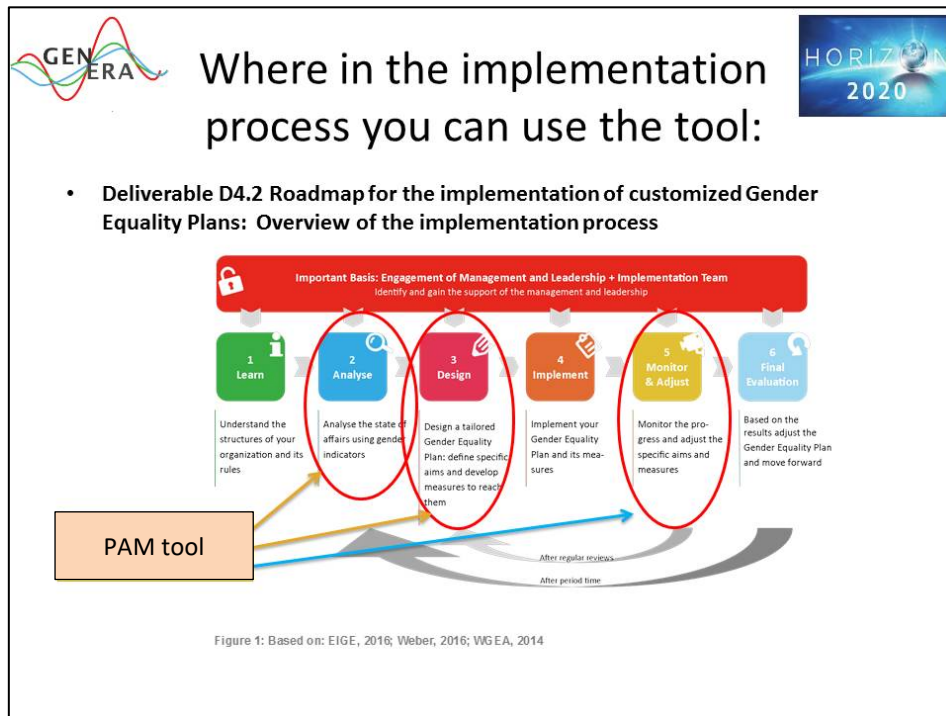 GENERA
HORIZON
2020
Where in the implementation
process you can use the tool:
• Deliverable D4.2 Roadmap for the implementation of customized Gender
Equality Plans: Overview of the implementation process
Important Basis: Engagement of Management and Leadership + Implementation Team
Identify and gain the support of the management and leadership
1
Learn
Understand the
structures of your
organization and its
rules
2
Analyse
Analyse the state of
affairs using gender
indicators
3
Design
Design a tailored
Gender Equality
Plan: define specific
aims and develop
measures to reach
them
4
Implement
Implement your
Gender Equality
Plan and its mea-
sures
5
Monitor
& Adjust
Monitor the pro-
gress and adjust the
specific aims and
measures
6
Final
Evaluation
Based on the
results adjust the
Gender Equality Plan
and move forward
PAM tool
After regular reviews
After period time
Figure 1: Based on: EIGE, 2016; Weber, 2016; WGEA, 2014